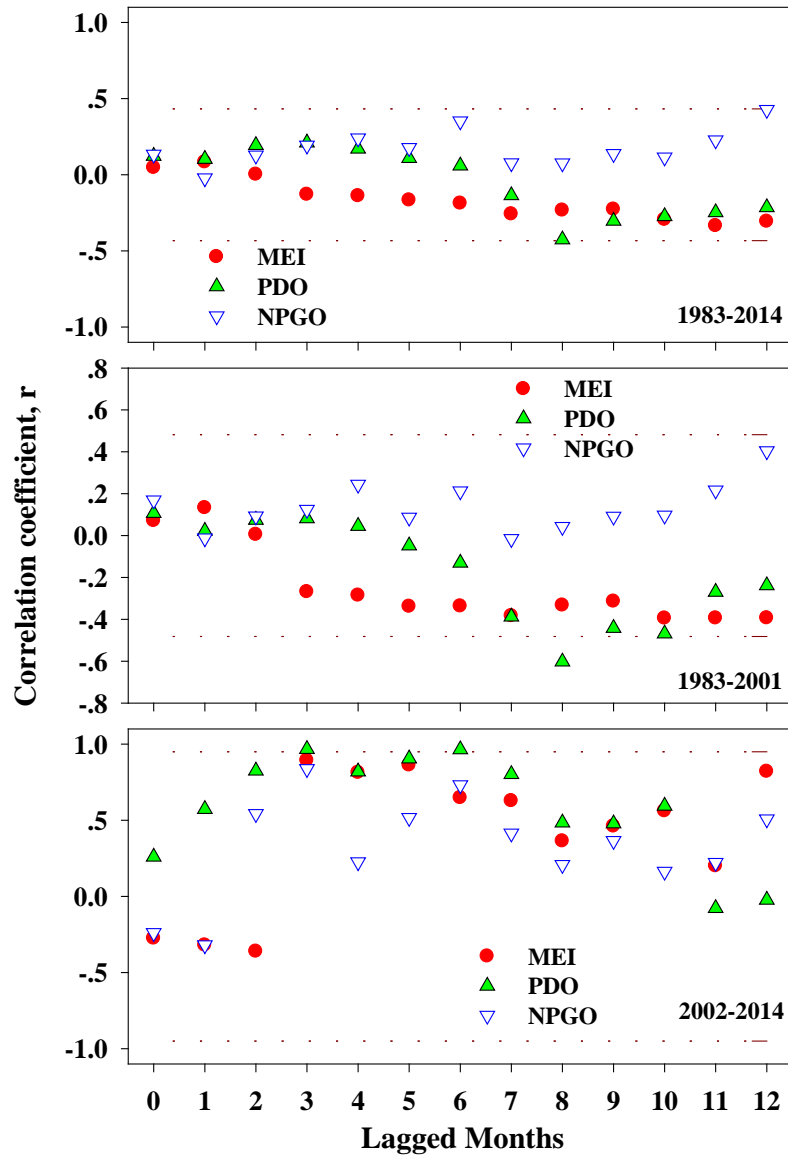 1.0
.5
0.0
-.5
-1.0
MEI
PDO
NPGO
1983-2014
.8
.6
.4
.2
0.0
-.2
-.4
-.6
-.8
MEI
PDO
NPGO
1983-2001
Correlation coefficient, r
1.0
.5
0.0
-.5
-1.0
MEI
PDO
NPGO
2002-2014
0 1 2 3 4 5 6 7 8 9 10 11 12
Lagged Months